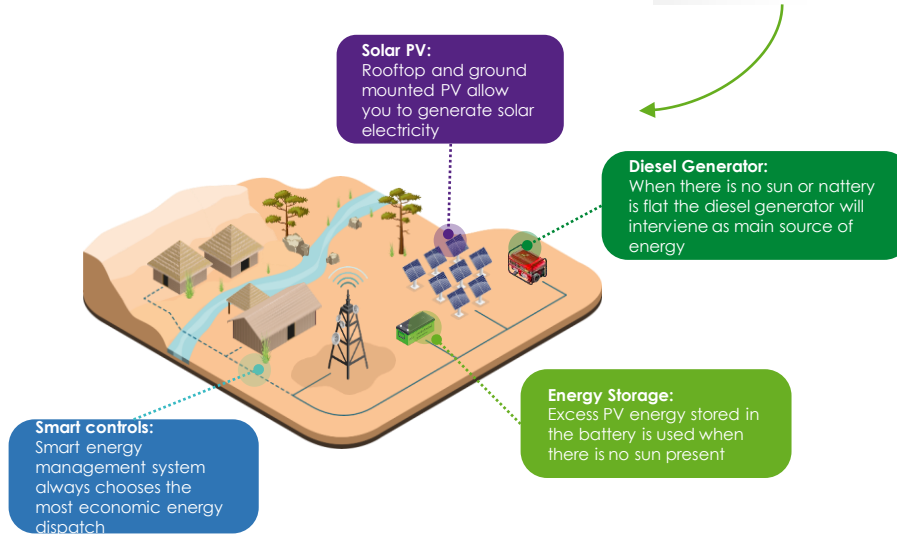 Solar PV:
Rooftop and ground
mounted PV allow
you to generate solar
electricity
Diesel Generator:
When there is no sun or nattery
is flat the diesel generator will
interviene as main source of
energy
Energy Storage:
Excess PV energy stored in
the battery is used when
there is no sun present
Smart controls:
Smart energy
management system
always chooses the
most economic energy
dispatch